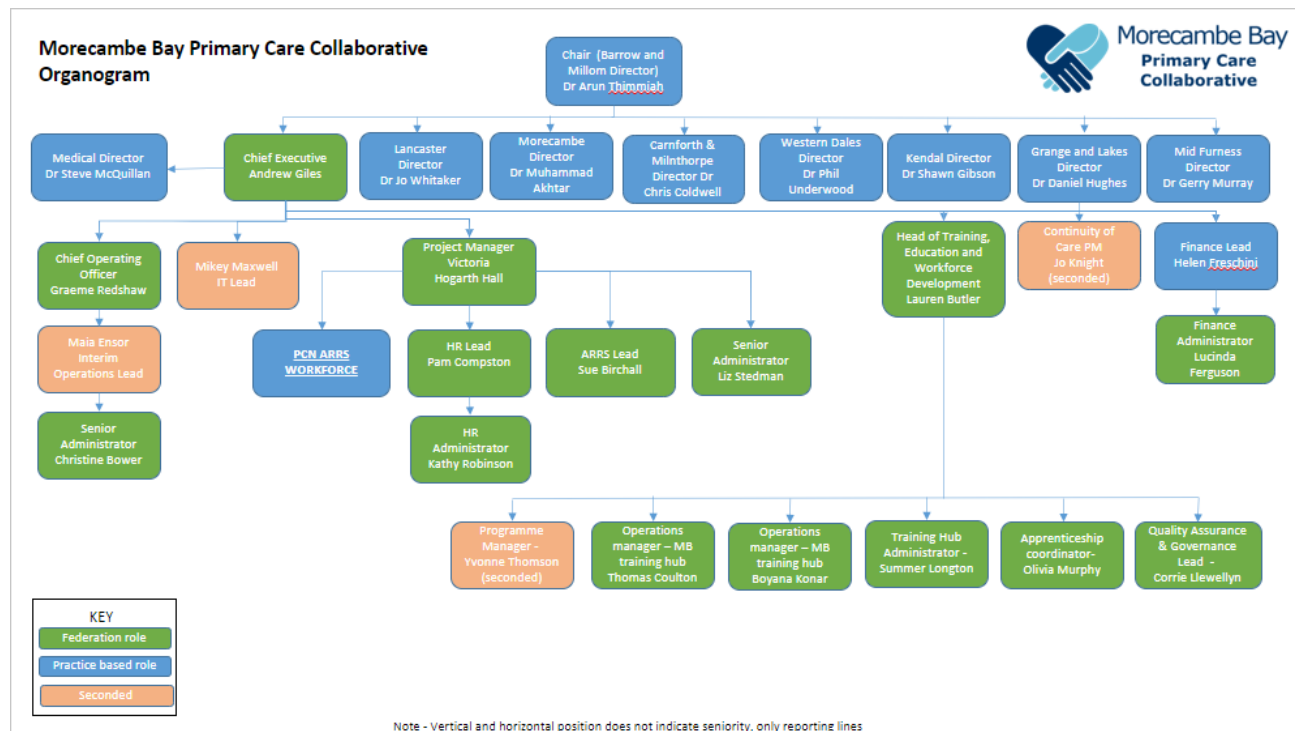 Morecambe Bay Primary Care Collaborative
Organogram
Chair (Barrow and
Millom Director)
Dr Arun Thimmiah
Morecambe Bay
Primary Care
Collaborative
Medical Director
Dr Steve McQuillan
Chief Executive
Andrew Giles
Lancaster
Director
Dr Jo Whitaker
Morecambe
Director
Dr Muhammad
Akhtar
Carnforth &
Milnthorpe
Director Dr
Chris Coldwell
Western Dales
Director
Dr Phil
Underwood
Kendal Director
Dr Shawn Gibson
Grange and Lakes
Director
Dr Daniel Hughes
Mid Furness
Director
Dr Gerry Murray
Chief Operating
Officer
Graeme Redshaw
Mikey Maxwell
IT Lead
Project Manager
Victoria
Hogarth Hall
Head of Training,
Education and
Workforce
Development
Lauren Butler
Continuity of
Care PM
Jo Knight
(seconded)
Finance Lead
Helen Freschini
Maia Ensor
Interim
Operations Lead
PCN ARRS
WORKFORCE
HR Lead
Pam Compston
ARRS Lead
Sue Birchall
Senior
Administrator
Liz Stedman
Finance
Administrator
Lucinda
Ferguson
Senior
Administrator
Christine Bower
HR
Administrator
Kathy Robinson
Programme
Manager -
Yvonne Thomson
(seconded)
Operations
manager – MB
training hub
Thomas Coulton
Operations
manager – MB
training hub
Boyana Konar
Training Hub
Administrator -
Summer Longton
Apprenticeship
coordinator-
Olivia Murphy
Quality Assurance
& Governance
Lead -
Corrie Llewellyn
KEY
Federation role
Practice based role
Seconded
Note - Vertical and horizontal position does not indicate seniority, only reporting lines